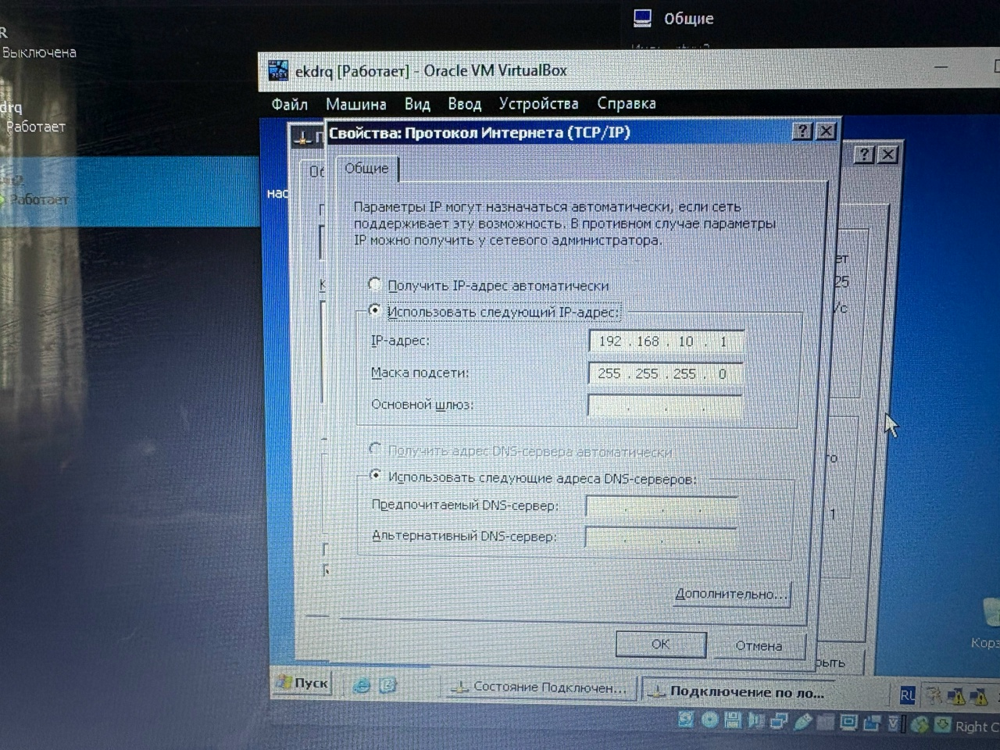 Общие
R
Выключена
drq
Работает
Работает
ekdrq [Работает] - Oracle VM VirtualBox
Файл Машина Вид Ввод Устройства Справка
Свойства: Протокол Интернета (TCP/IP)
Общие
Параметры IP могут назначаться автоматически, если сеть
поддерживает эту возможность. В противном случае параметры
IP можно получить у сетевого администратора.
Получить IP-адрес автоматически
Использовать следующий IP-адрес:
IP-адрес: 192 . 168 . 10 . 1
Маска подсети: 255 . 255 . 255 . 0
Основной шлюз: . . .
Получить адрес DNS-сервера автоматически
Использовать следующие адреса DNS-серверов:
Предпочитаемый DNS-сервер: . . .
Альтернативный DNS-сервер: . . .
Дополнительно...
OK Отмена
Пуск Состояние Подключен... Подключение по ло... RU
Right C